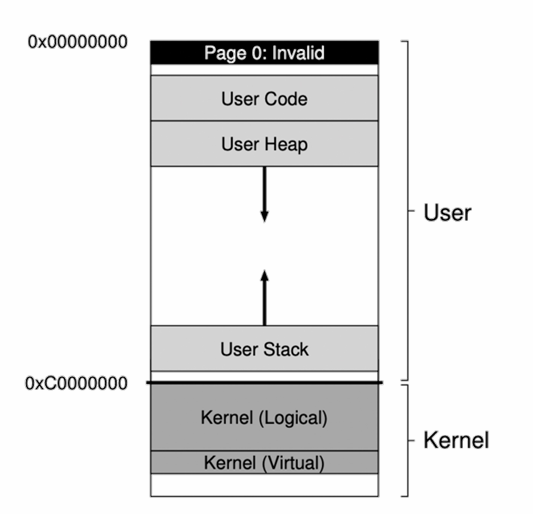 0x00000000
Page 0: Invalid
User Code
User Heap
User
User Stack
0xC0000000
Kernel (Logical)
Kernel
Kernel (Virtual)